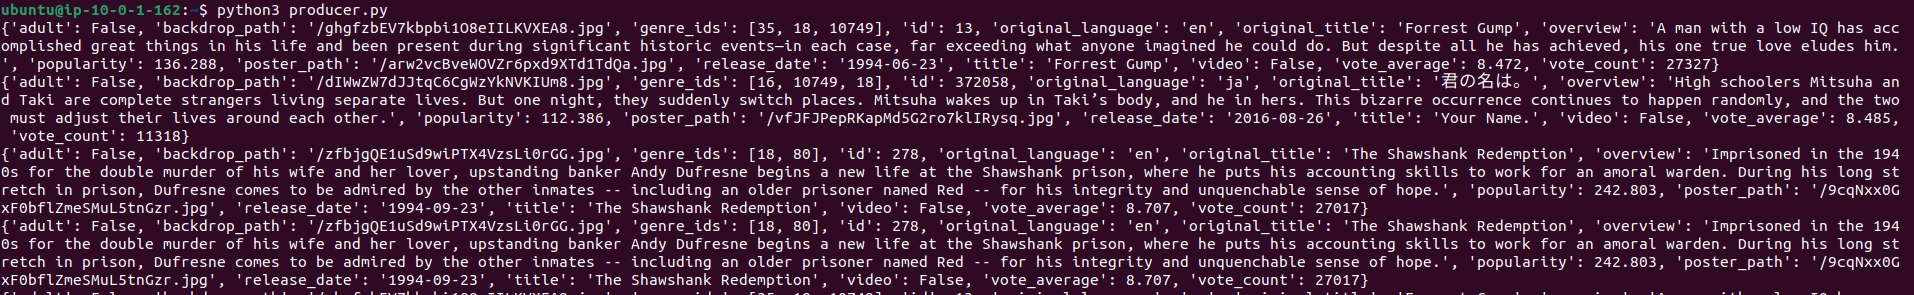 ubuntu@ip-10-0-1-162:~$ python3 producer.py
{'adult': False, 'backdrop_path': '/ghgfzbEV7kbpbi1O8eIILKVXEA8.jpg', 'genre_ids': [35, 18, 10749], 'id': 13, 'original_language': 'en', 'original_title': 'Forrest Gump', 'overview': 'A man with a low IQ has acc
omplished great things in his life and been present during significant historic events—in each case, far exceeding what anyone imagined he could do. But despite all he has achieved, his one true love eludes him.
', 'popularity': 136.288, 'poster_path': '/arw2vcBveWOVZr6pxd9XTd1TdQa.jpg', 'release_date': '1994-06-23', 'title': 'Forrest Gump', 'video': False, 'vote_average': 8.472, 'vote_count': 27327}
{'adult': False, 'backdrop_path': '/dIWwZW7dJJtqC6CgWzYkNVKIUm8.jpg', 'genre_ids': [16, 10749, 18], 'id': 372058, 'original_language': 'ja', 'original_title': '君の名は。', 'overview': 'High schoolers Mitsuha an
d Taki are complete strangers living separate lives. But one night, they suddenly switch places. Mitsuha wakes up in Taki’s body, and he in hers. This bizarre occurrence continues to happen randomly, and the two
 must adjust their lives around each other.', 'popularity': 112.386, 'poster_path': '/vfJFJPepRKapMd5G2ro7klIRysq.jpg', 'release_date': '2016-08-26', 'title': 'Your Name.', 'video': False, 'vote_average': 8.485,
 'vote_count': 11318}
{'adult': False, 'backdrop_path': '/zfbjgQE1uSd9wiPTX4VzsLi0rGG.jpg', 'genre_ids': [18, 80], 'id': 278, 'original_language': 'en', 'original_title': 'The Shawshank Redemption', 'overview': 'Imprisoned in the 194
0s for the double murder of his wife and her lover, upstanding banker Andy Dufresne begins a new life at the Shawshank prison, where he puts his accounting skills to work for an amoral warden. During his long st
retch in prison, Dufresne comes to be admired by the other inmates -- including an older prisoner named Red -- for his integrity and unquenchable sense of hope.', 'popularity': 242.803, 'poster_path': '/9cqNxx0G
xF0bflZmeSMuL5tnGzr.jpg', 'release_date': '1994-09-23', 'title': 'The Shawshank Redemption', 'video': False, 'vote_average': 8.707, 'vote_count': 27017}
{'adult': False, 'backdrop_path': '/zfbjgQE1uSd9wiPTX4VzsLi0rGG.jpg', 'genre_ids': [18, 80], 'id': 278, 'original_language': 'en', 'original_title': 'The Shawshank Redemption', 'overview': 'Imprisoned in the 194
0s for the double murder of his wife and her lover, upstanding banker Andy Dufresne begins a new life at the Shawshank prison, where he puts his accounting skills to work for an amoral warden. During his long st
retch in prison, Dufresne comes to be admired by the other inmates -- including an older prisoner named Red -- for his integrity and unquenchable sense of hope.', 'popularity': 242.803, 'poster_path': '/9cqNxx0G
xF0bflZmeSMuL5tnGzr.jpg', 'release_date': '1994-09-23', 'title': 'The Shawshank Redemption', 'video': False, 'vote_average': 8.707, 'vote_count': 27017}